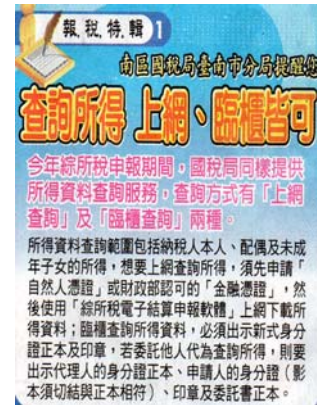 報.稅.特.輯 1
南區國稅局臺南市分局提醒您
查詢所得 上網、臨櫃皆可
今年綜所稅申報期間，國稅局同樣提供
所得資料查詢服務，查詢方式有「上網
查詢」及「臨櫃查詢」兩種。
所得資料查詢範圍包括納稅人本人、配偶及未成
年子女的所得，想要上網查詢所得，須先申請「
自然人憑證」或財政部認可的「金融憑證」，然
後使用「綜所稅電子結算申報軟體」上網下載所
得資料；臨櫃查詢所得資料，必須出示新式身分
證正本及印章，若委託他人代為查詢所得，則要
出示代理人的身分證正本、申請人的身分證（影
本須切結與正本相符）、印章及委託書正本。